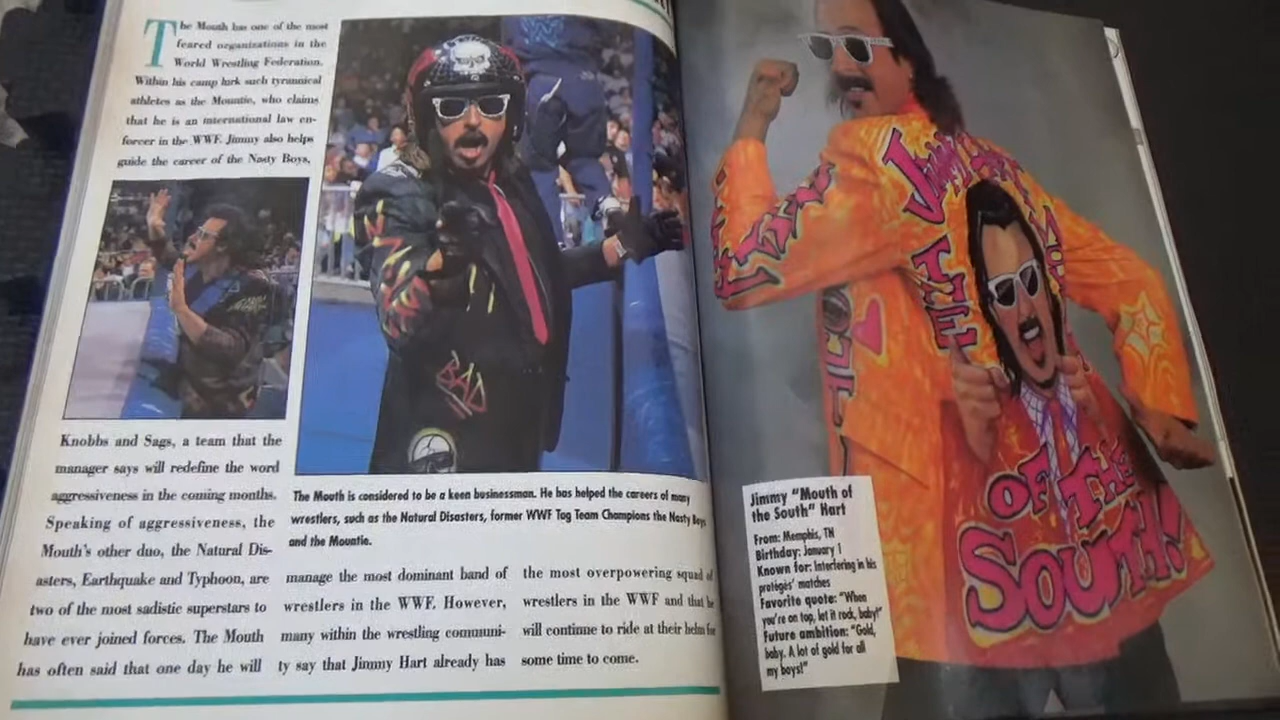 The Mouth has one of the most
feared organizations in the
World Wrestling Federation.
Within his camp lurk such tyrannical
athletes as the Mountie, who claims
that he is an international law en-
forcer in the WWF. Jimmy also helps
guide the career of the Nasty Boys,
Knobbs and Sags, a team that the
manager says will redefine the word
aggressiveness in the coming months.
Speaking of aggressiveness, the
Mouth's other duo, the Natural Dis-
asters, Earthquake and Typhoon, are
two of the most sadistic superstars to
have ever joined forces. The Mouth
has often said that one day he will
BAD
The Mouth is considered to be a keen businessman. He has helped the careers of many
wrestlers, such as the Natural Disasters, former WWF Tag Team Champions the Nasty Boys
and the Mountie.
manage the most dominant band of
wrestlers in the WWF. However,
many within the wrestling communi-
ty say that Jimmy Hart already has
the most overpowering squad of
wrestlers in the WWF and that he
will continue to ride at their helm for
some time to come.
OF THE
SOUTH!
Jimmy "Mouth of
the South" Hart
From: Memphis, TN
Birthday: January 1
Known for: Interfering in his
protégés' matches
Favorite quote: "When
you're on top, let it rock, baby!"
Future ambition: "Gold,
baby. A lot of gold for all
my boys!"